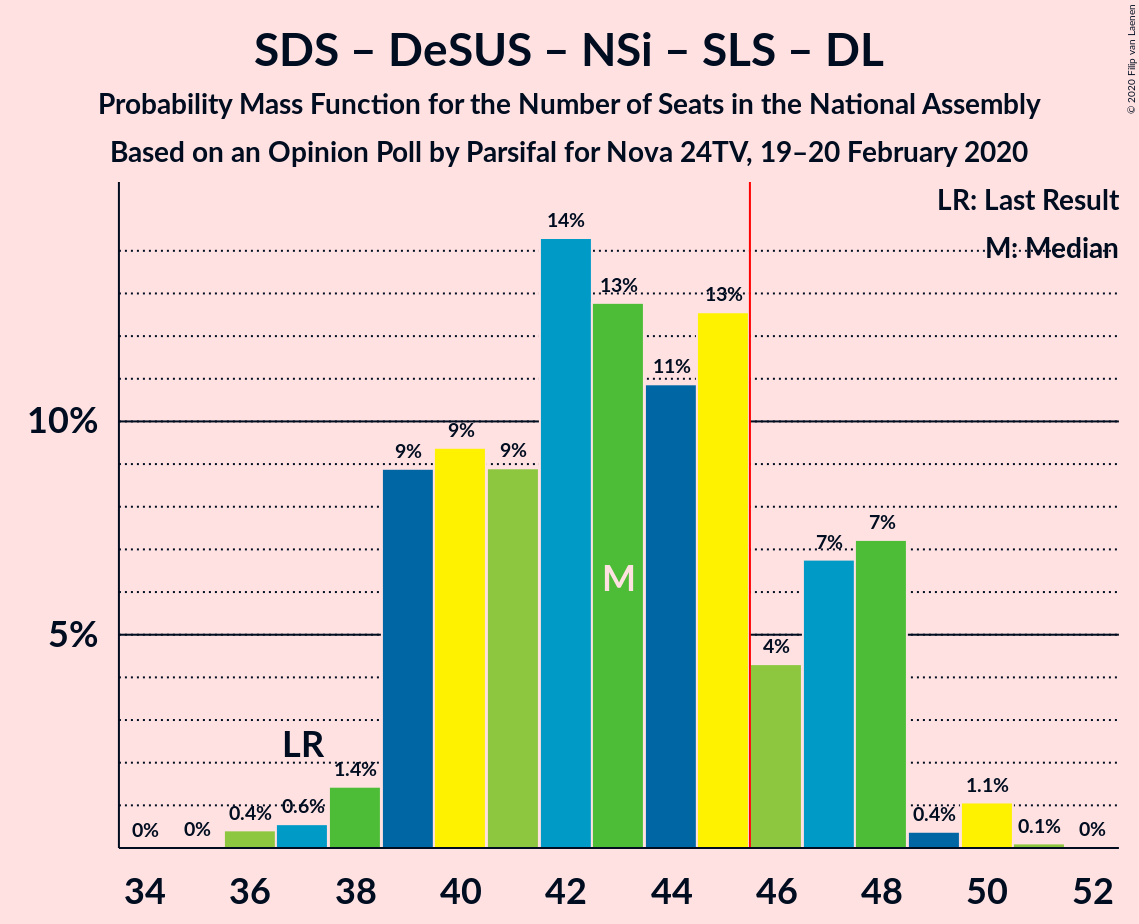 SDS – DeSUS – NSi – SLS – DL
Probability Mass Function for the Number of Seats in the National Assembly
Based on an Opinion Poll by Parsifal for Nova 24TV, 19–20 February 2020
© 2020 Filip van Laenen
LR: Last Result
M: Median
10%
5%
0%
0%
0.4%
0.6%
1.4%
9%
9%
9%
14%
13%
11%
13%
4%
7%
7%
0.4%
1.1%
0.1%
0%
LR
M
34 36 38 40 42 44 46 48 50 52